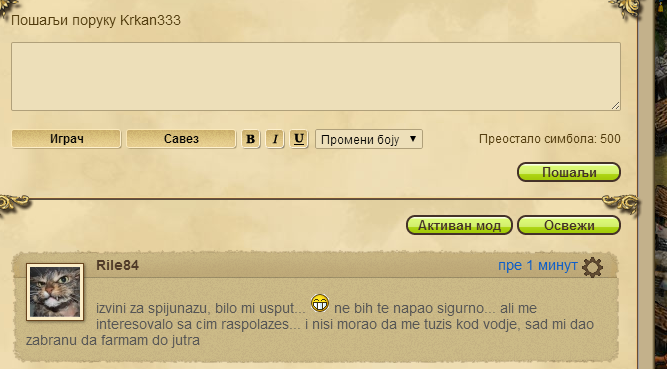 Пошаљи поруку Krkan333
Играч Савез B I U Промени боју Преостало симбола: 500
Пошаљи
Активан мод Освежи
Rile84 пре 1 минут
izvini za spijunazu, bilo mi usput... ne bih te napao sigurno... ali me
interesovalo sa cim raspolazes... i nisi morao da me tuzis kod vodje, sad mi dao
zabranu da farmam do jutra